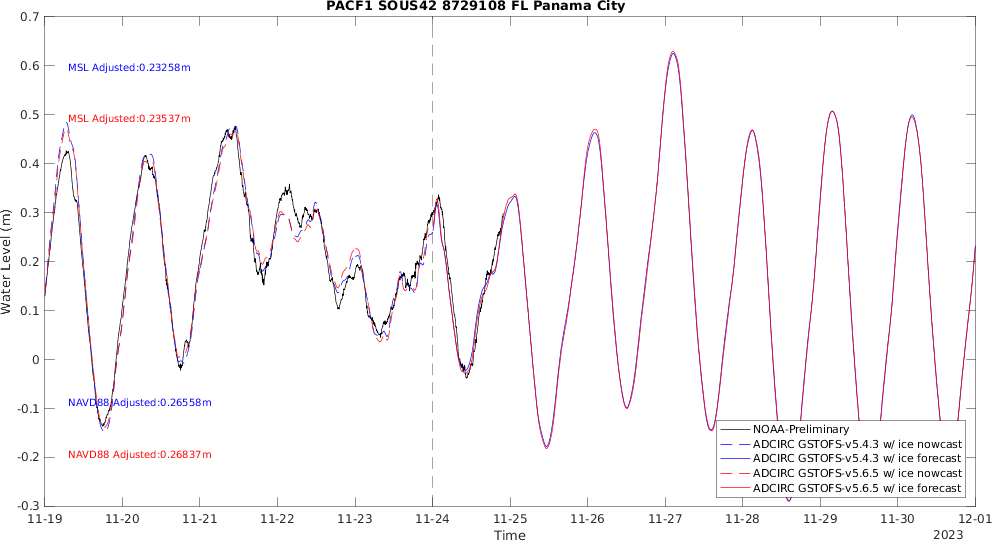 PACF1 SOUS42 8729108 FL Panama City
0.7
0.6
0.5
0.4
0.3
0.2
0.1
0
-0.1
-0.2
-0.3
Water Level (m)
MSL Adjusted:0.23258m
MSL Adjusted:0.23537m
NAVD88 Adjusted:0.26558m
NAVD88 Adjusted:0.26837m
NOAA-Preliminary
ADCIRC GSTOFS-v5.4.3 w/ ice nowcast
ADCIRC GSTOFS-v5.4.3 w/ ice forecast
ADCIRC GSTOFS-v5.6.5 w/ ice nowcast
ADCIRC GSTOFS-v5.6.5 w/ ice forecast
11-19 11-20 11-21 11-22 11-23 11-24 11-25 11-26 11-27 11-28 11-29 11-30 12-01
Time
2023